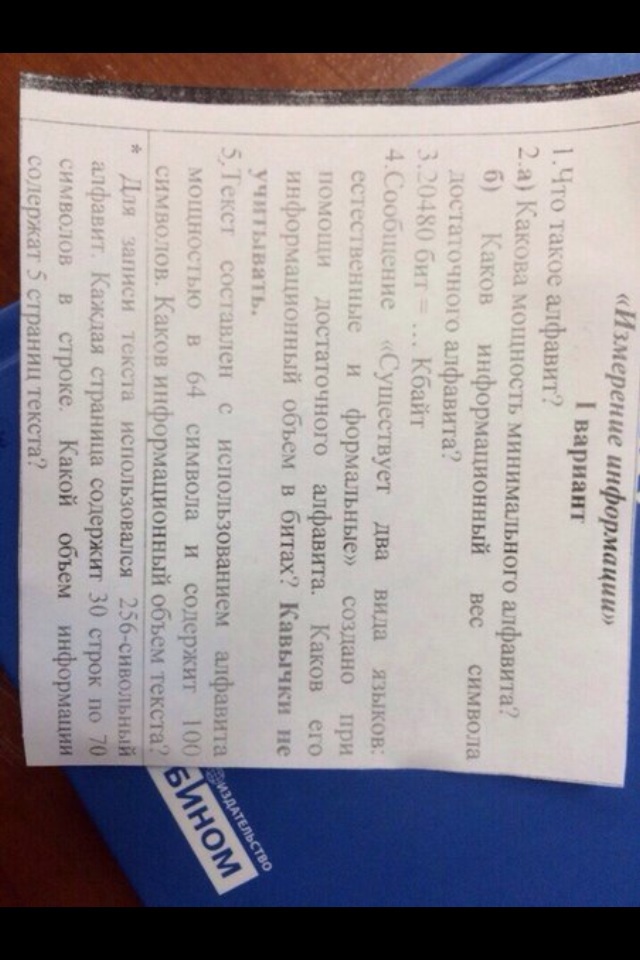 «Измерение информации»
I вариант
1.Что такое алфавит?
2.а) Какова мощность минимального алфавита?
б) Каков информационный вес символа
достаточного алфавита?
3.20480 бит = … Кбайт
4.Сообщение «Существует два вида языков:
естественные и формальные» создано при
помощи достаточного алфавита. Каков его
информационный объем в битах? Кавычки не
учитывать.
5.Текст составлен с использованием алфавита
мощностью в 64 символа и содержит 100
символов. Каков информационный объем текста?
* Для записи текста использовался 256-сивольный
алфавит. Каждая страница содержит 30 строк по 70
символов в строке. Какой объем информации
содержат 5 страниц текста?
ИЗДАТЕЛЬСТВО
БИНОМ